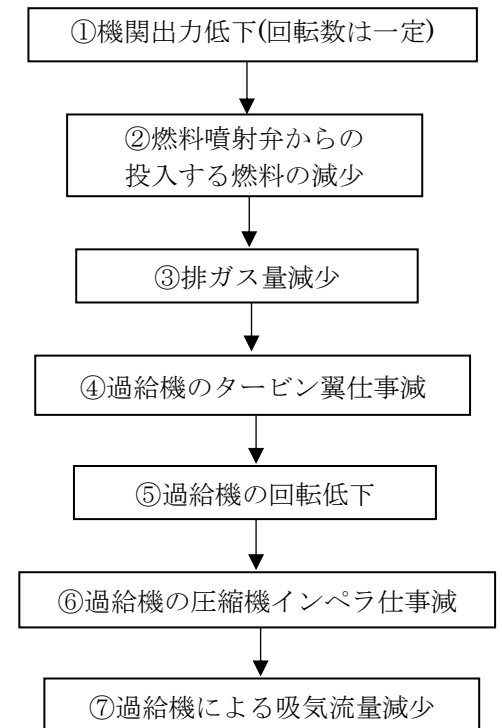 ①機関出力低下(回転数は一定)
②燃料噴射弁からの
投入する燃料の減少
③排ガス量減少
④過給機のタービン翼仕事減
⑤過給機の回転低下
⑥過給機の圧縮機インペラ仕事減
⑦過給機による吸気流量減少